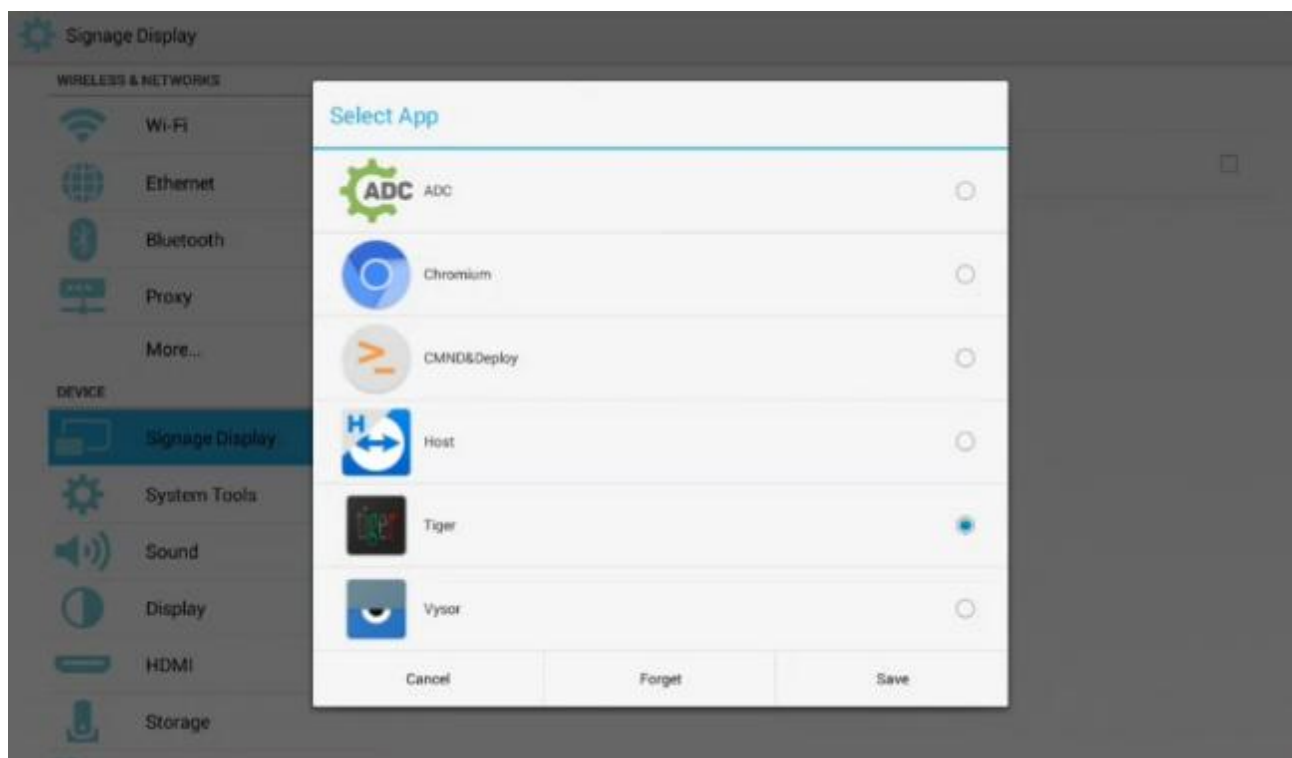 Signage Display
WIRELESS & NETWORKS
Wi-Fi
Ethernet
Bluetooth
Proxy
More...
DEVICE
Signage Display
System Tools
Sound
Display
HDMI
Storage
Select App
ADC ADC
Chromium
CMND&Deploy
H Host
tiger Tiger
Vysor
Cancel Forget Save